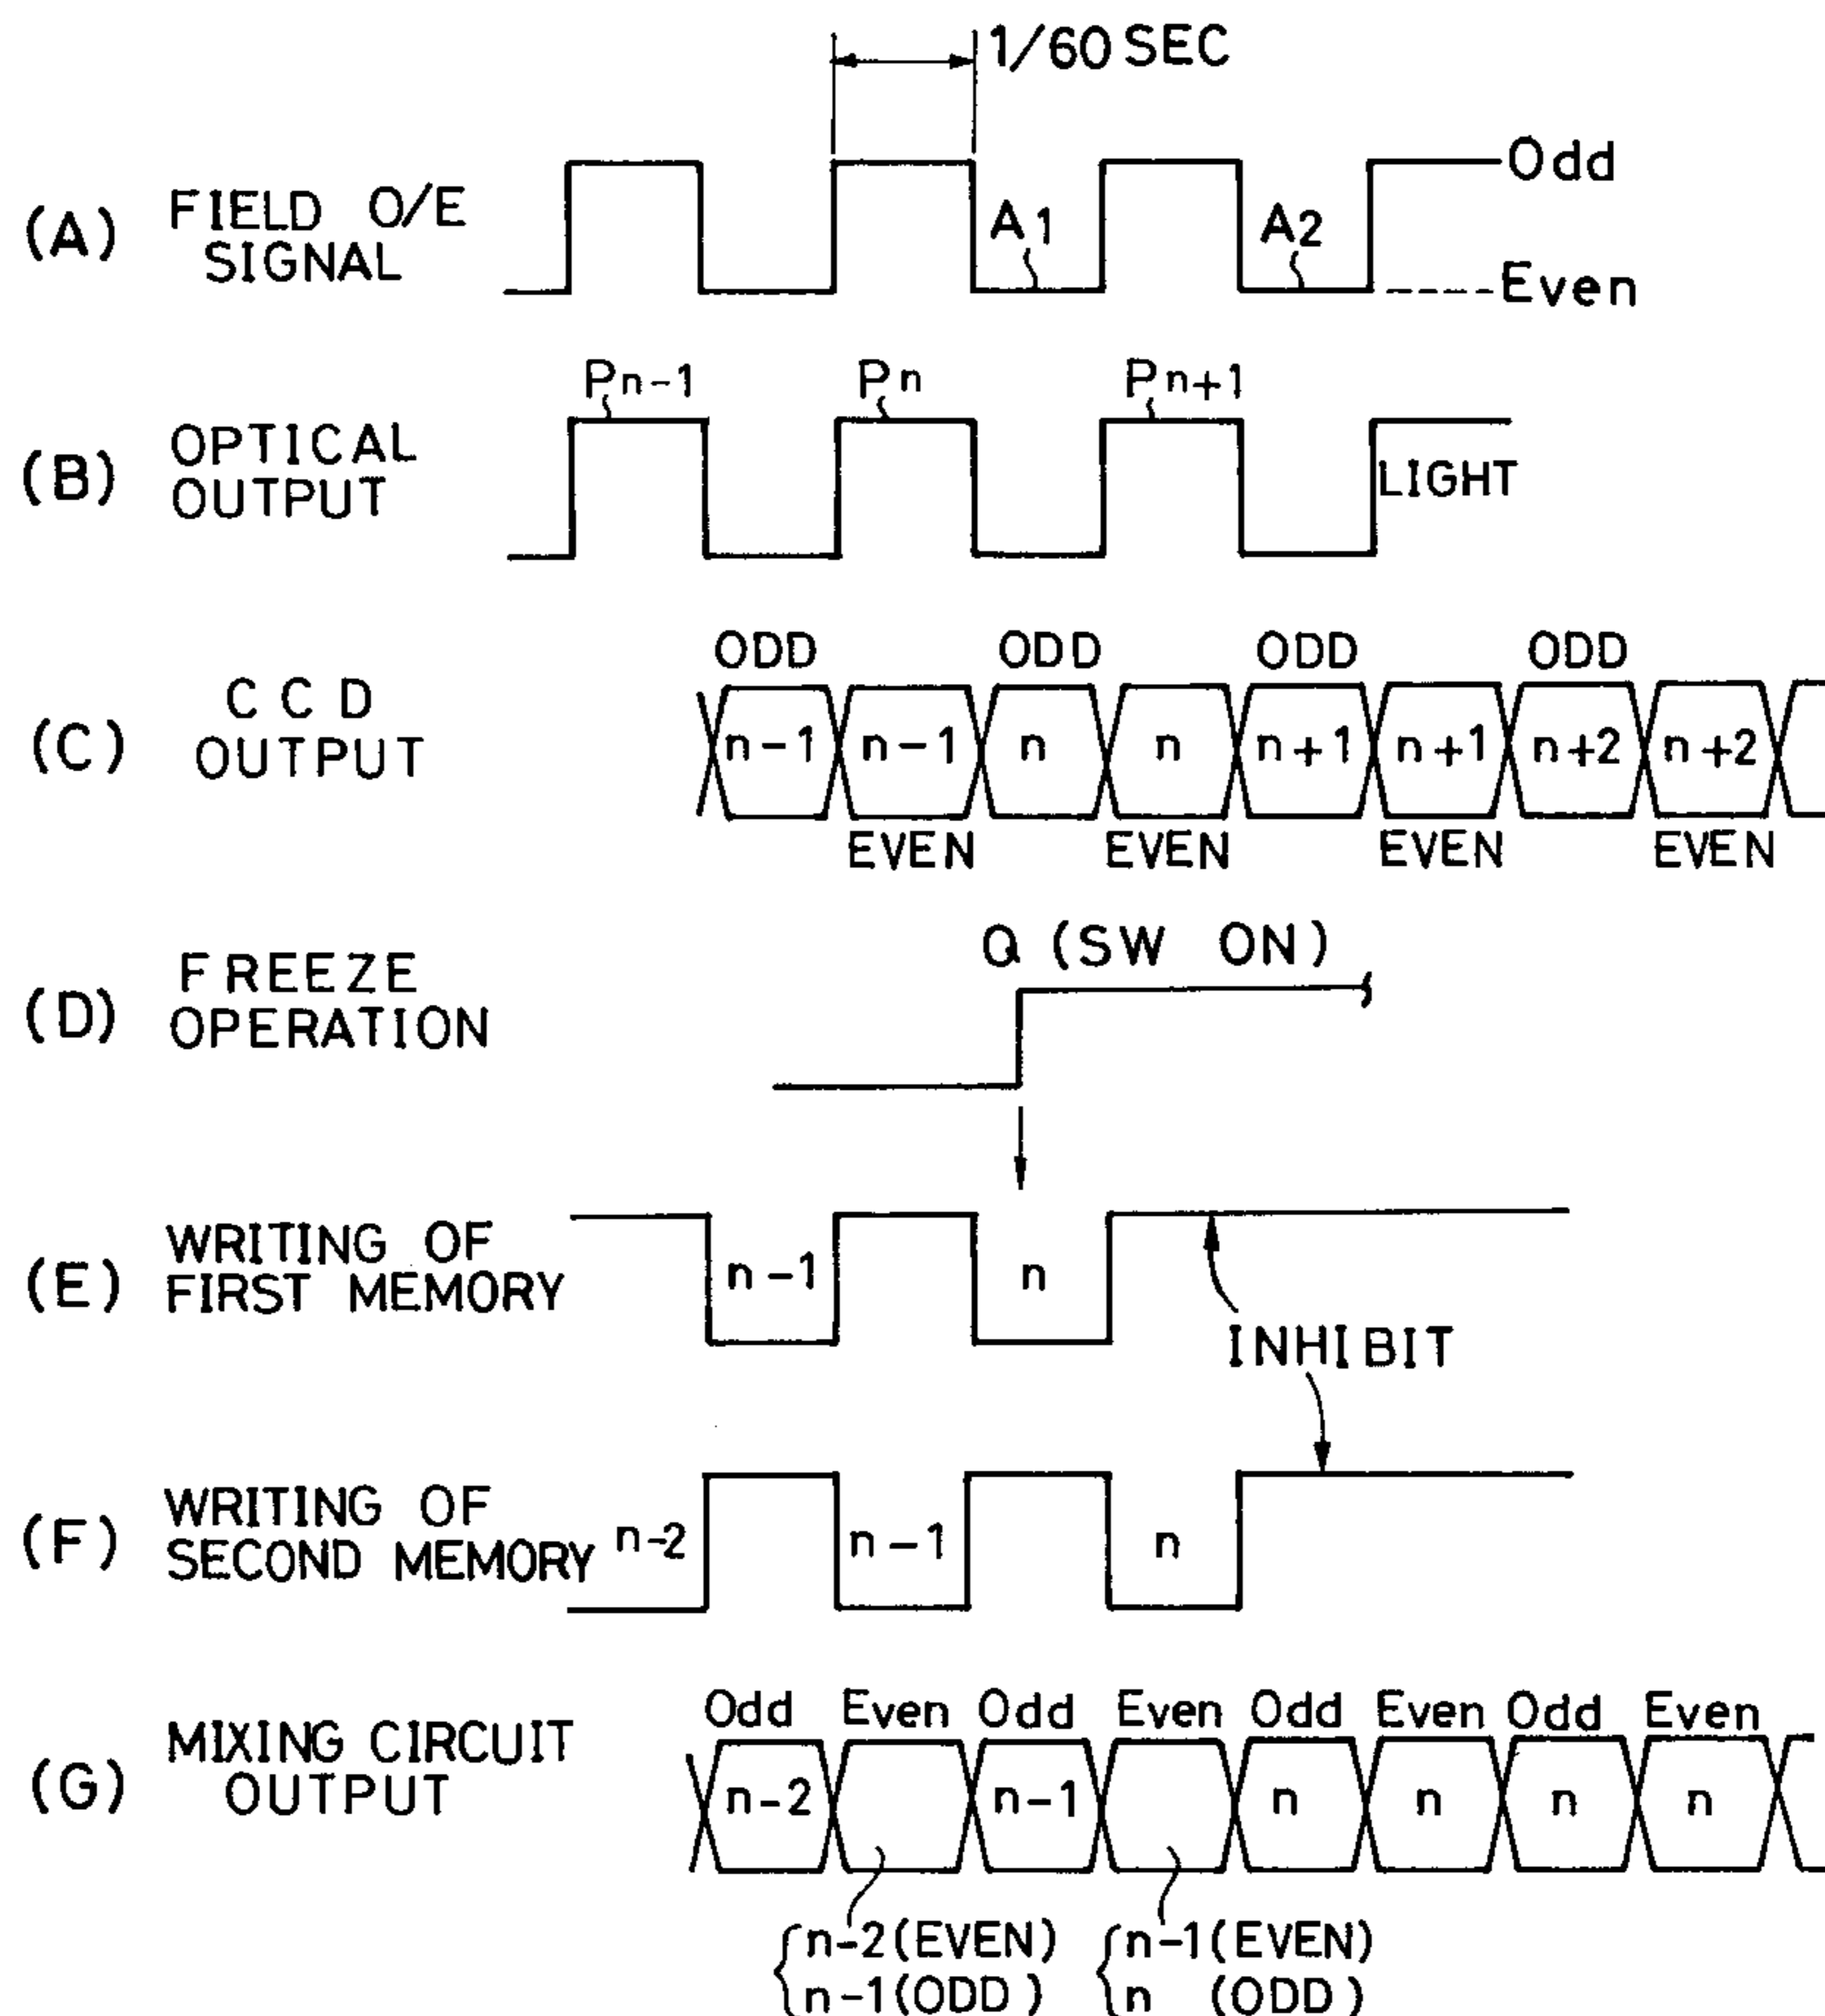 1/60 SEC
(A) FIELD O/E SIGNAL
A1
A2
Odd
Even
(B) OPTICAL OUTPUT
Pn-1
Pn
Pn+1
LIGHT
(C) CCD OUTPUT
ODD ODD ODD ODD
n-1 n-1 n n n+1 n+1 n+2 n+2
EVEN EVEN EVEN EVEN
(D) FREEZE OPERATION
Q (SW ON)
(E) WRITING OF FIRST MEMORY
n-1 n
INHIBIT
(F) WRITING OF SECOND MEMORY
n-2 n-1 n
(G) MIXING CIRCUIT OUTPUT
Odd Even Odd Even Odd Even Odd Even
n-2 n-1 n n n n
{n-2(EVEN) {n-1(EVEN)
n-1(ODD) n (ODD)